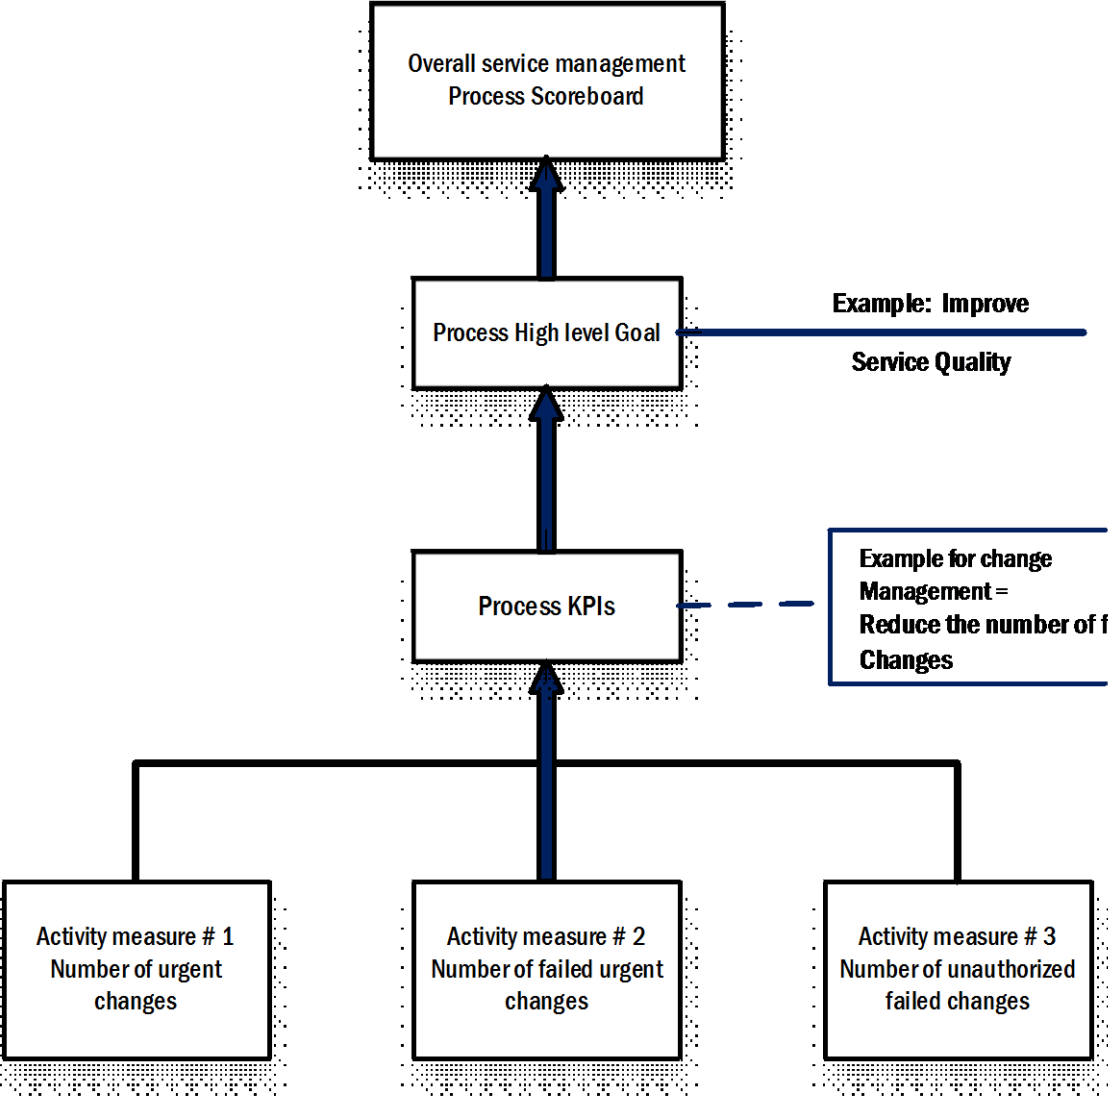 Overall service management
Process Scoreboard
Process High level Goal
Example: Improve
Service Quality
Process KPIs
Example for change
Management =
Reduce the number of
Changes
Activity measure # 1
Number of urgent
changes
Activity measure # 2
Number of failed urgent
changes
Activity measure # 3
Number of unauthorized
failed changes